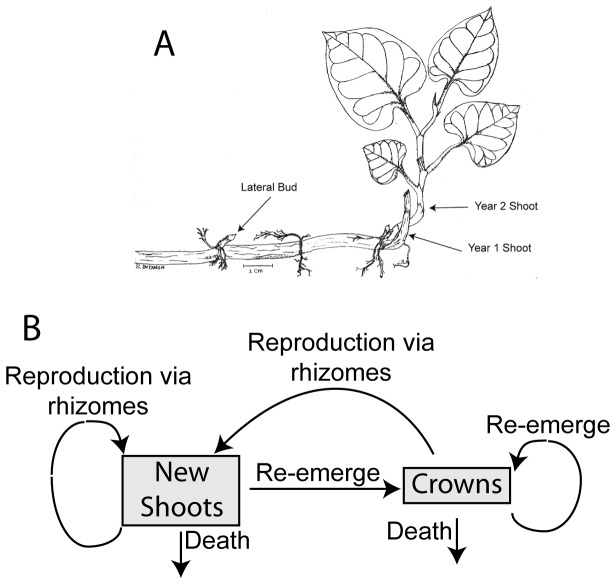 A
Lateral Bud
Year 2 Shoot
Year 1 Shoot
1 Cm
B
Reproduction via
rhizomes
Reproduction via
rhizomes
Re-emerge
New
Shoots
Re-emerge
Crowns
Death
Death